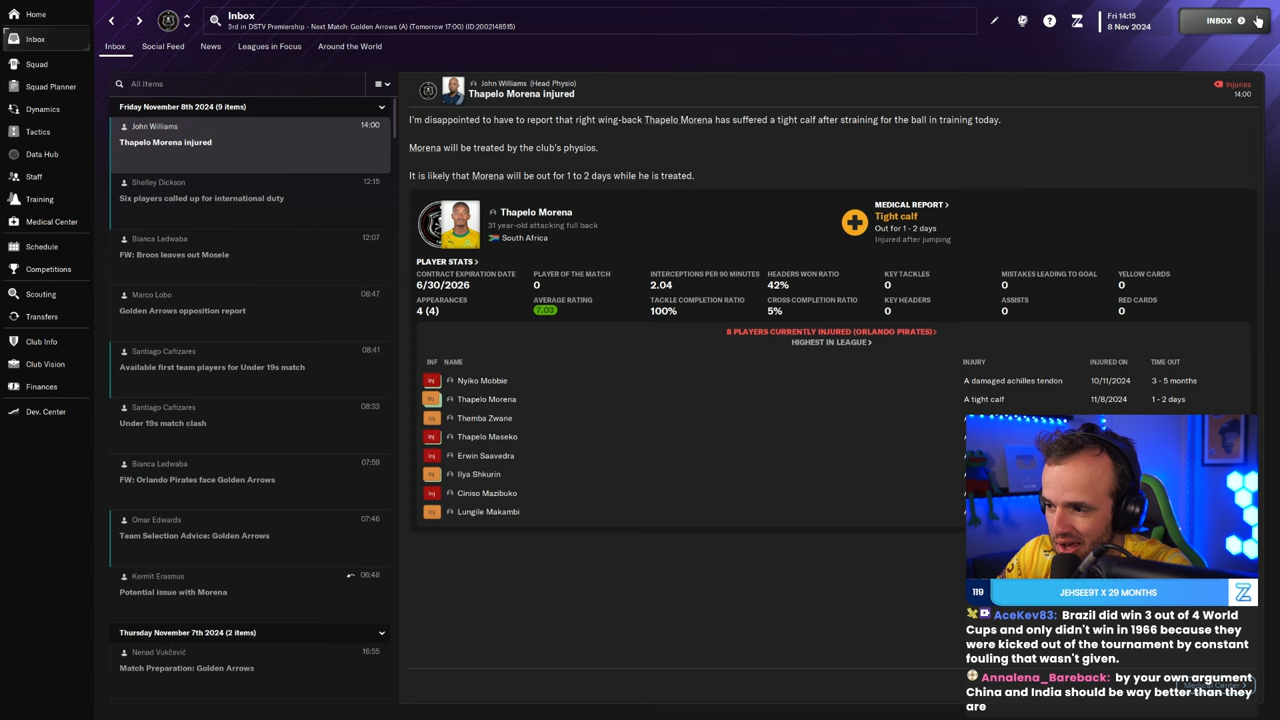 Home
Inbox
Squad
Squad Planner
Dynamics
Tactics
Data Hub
Staff
Training
Medical Center
Schedule
Competitions
Scouting
Transfers
Club Info
Club Vision
Finances
Dev. Center
Inbox
3rd in DSTV Premiership - Next Match: Golden Arrows (A) (Tomorrow 17:00) (ID:2002148515)
Fri 14:15
8 Nov 2024
INBOX
Inbox
Social Feed
News
Leagues in Focus
Around the World
All Items
Friday November 8th 2024 (9 items)
John Williams 14:00
Thapelo Morena injured
Shelley Dickson 12:15
Six players called up for international duty
Bianca Ledwaba 12:07
FW: Broos leaves out Mosele
Marco Lobo 08:47
Golden Arrows opposition report
Santiago Cañizares 08:41
Available first team players for Under 19s match
Santiago Cañizares 08:33
Under 19s match clash
Bianca Ledwaba 07:59
FW: Orlando Pirates face Golden Arrows
Omar Edwards 07:46
Team Selection Advice: Golden Arrows
Kermit Erasmus 06:48
Potential issue with Morena
Thursday November 7th 2024 (2 items)
Nenad Vukčević 16:55
Match Preparation: Golden Arrows
John Williams (Head Physio)
Thapelo Morena injured
Injuries
14:00
I'm disappointed to have to report that right wing-back Thapelo Morena has suffered a tight calf after straining for the ball in training today.
Morena will be treated by the club's physios.
It is likely that Morena will be out for 1 to 2 days while he is treated.
Thapelo Morena
31 year-old attacking full back
South Africa
MEDICAL REPORT >
Tight calf
Out for 1 - 2 days
Injured after jumping
PLAYER STATS >
CONTRACT EXPIRATION DATE PLAYER OF THE MATCH INTERCEPTIONS PER 90 MINUTES HEADERS WON RATIO KEY TACKLES MISTAKES LEADING TO GOAL YELLOW CARDS
6/30/2026 0 2.04 42% 0 0 0
APPEARANCES AVERAGE RATING TACKLE COMPLETION RATIO CROSS COMPLETION RATIO KEY HEADERS ASSISTS RED CARDS
4 (4) 7.03 100% 5% 0 0 0
8 PLAYERS CURRENTLY INJURED (ORLANDO PIRATES)>
HIGHEST IN LEAGUE >
INF NAME INJURY INJURED ON TIME OUT
Inj Nyiko Mobbie A damaged achilles tendon 10/11/2024 3 - 5 months
Inj Thapelo Morena A tight calf 11/8/2024 1 - 2 days
Inj Themba Zwane
Inj Thapelo Maseko
Inj Erwin Saavedra
Inj Ilya Shkurin
Inj Ciniso Mazibuko
Inj Lungile Makambi
119 JEHSEE9T X 29 MONTHS
AceKev83: Brazil did win 3 out of 4 World
Cups and only didn't win in 1966 because they
were kicked out of the tournament by constant
fouling that wasn't given.
Annalena_Bareback: by your own argument
China and India should be way better than they
are
Medical Center >